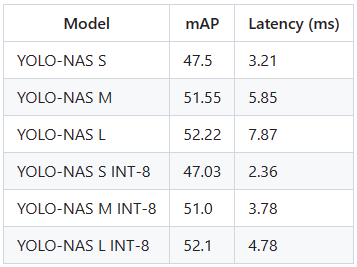 Model mAP Latency (ms)
YOLO-NAS S 47.5 3.21
YOLO-NAS M 51.55 5.85
YOLO-NAS L 52.22 7.87
YOLO-NAS S INT-8 47.03 2.36
YOLO-NAS M INT-8 51.0 3.78
YOLO-NAS L INT-8 52.1 4.78